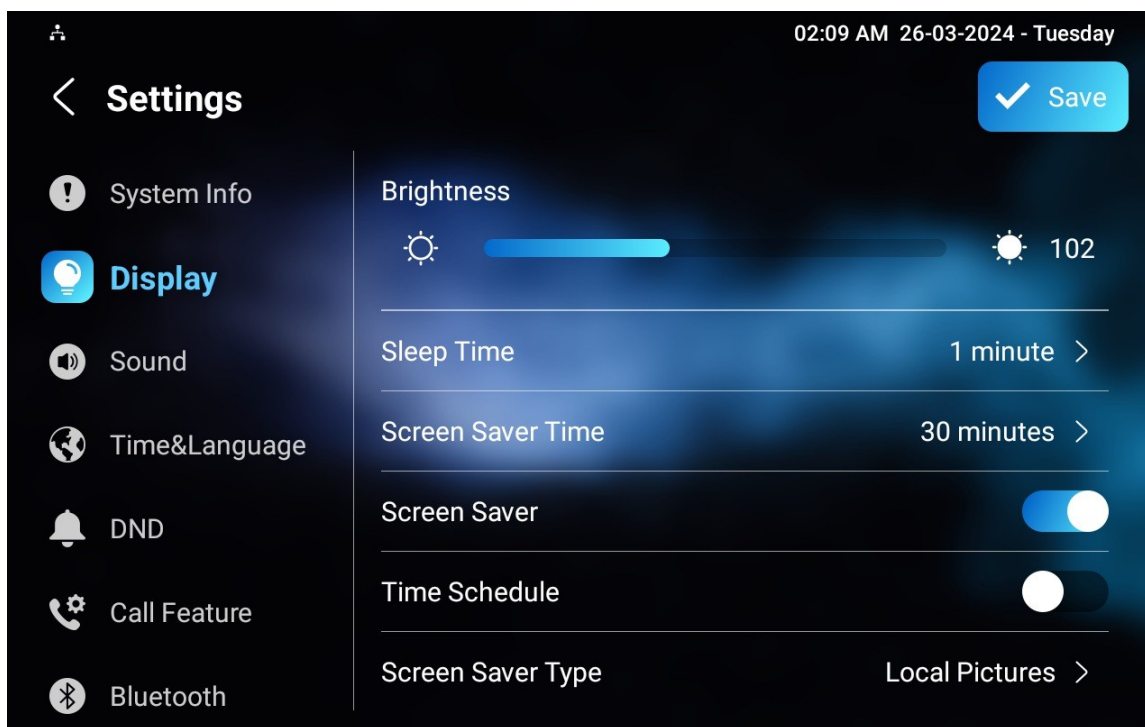 02:09 AM 26-03-2024 - Tuesday
Settings
Save
System Info
Display
Sound
Time&Language
DND
Call Feature
Bluetooth
Brightness
102
Sleep Time 1 minute
Screen Saver Time 30 minutes
Screen Saver
Time Schedule
Screen Saver Type Local Pictures